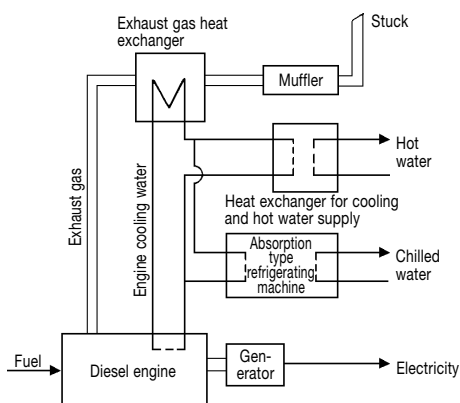 Exhaust gas heat
exchanger
Stuck
Muffler
Hot
water
Exhaust gas
Engine cooling water
Heat exchanger for cooling
and hot water supply
Absorption
type
refrigerating
machine
Chilled
water
Fuel
Diesel engine
Gen-
erator
Electricity